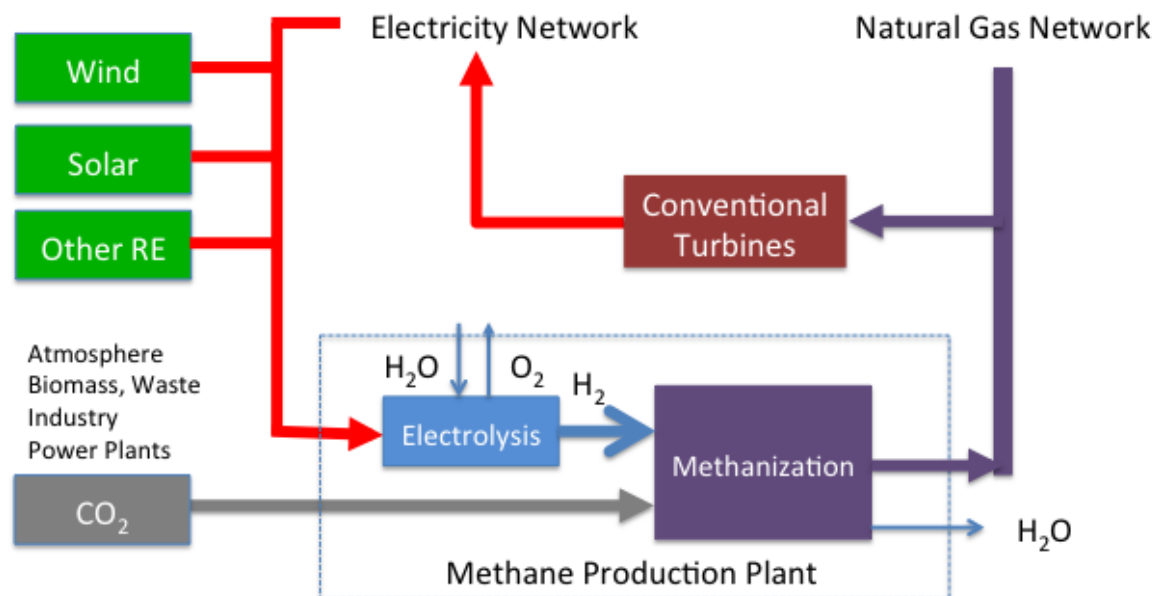 Electricity Network
Natural Gas Network
Wind
Solar
Other RE
Conventional
Turbines
Atmosphere
Biomass, Waste
Industry
Power Plants
H₂O
O₂
H₂
Electrolysis
Methanization
CO₂
H₂O
Methane Production Plant